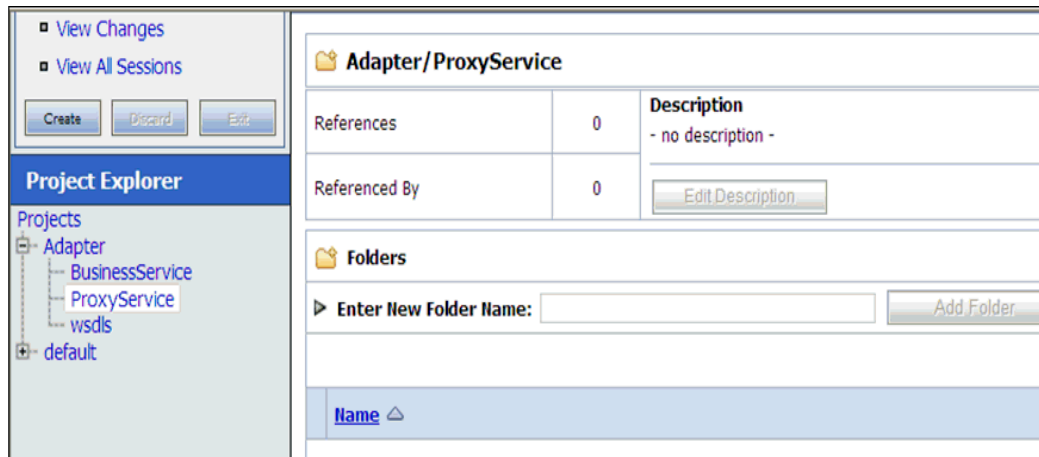 View Changes
View All Sessions
Create Discard Exit
Project Explorer
Projects
Adapter
BusinessService
ProxyService
wsdls
default
Adapter/ProxyService
References 0
Referenced By 0
Description
- no description -
Edit Description
Folders
Enter New Folder Name:
Add Folder
Name